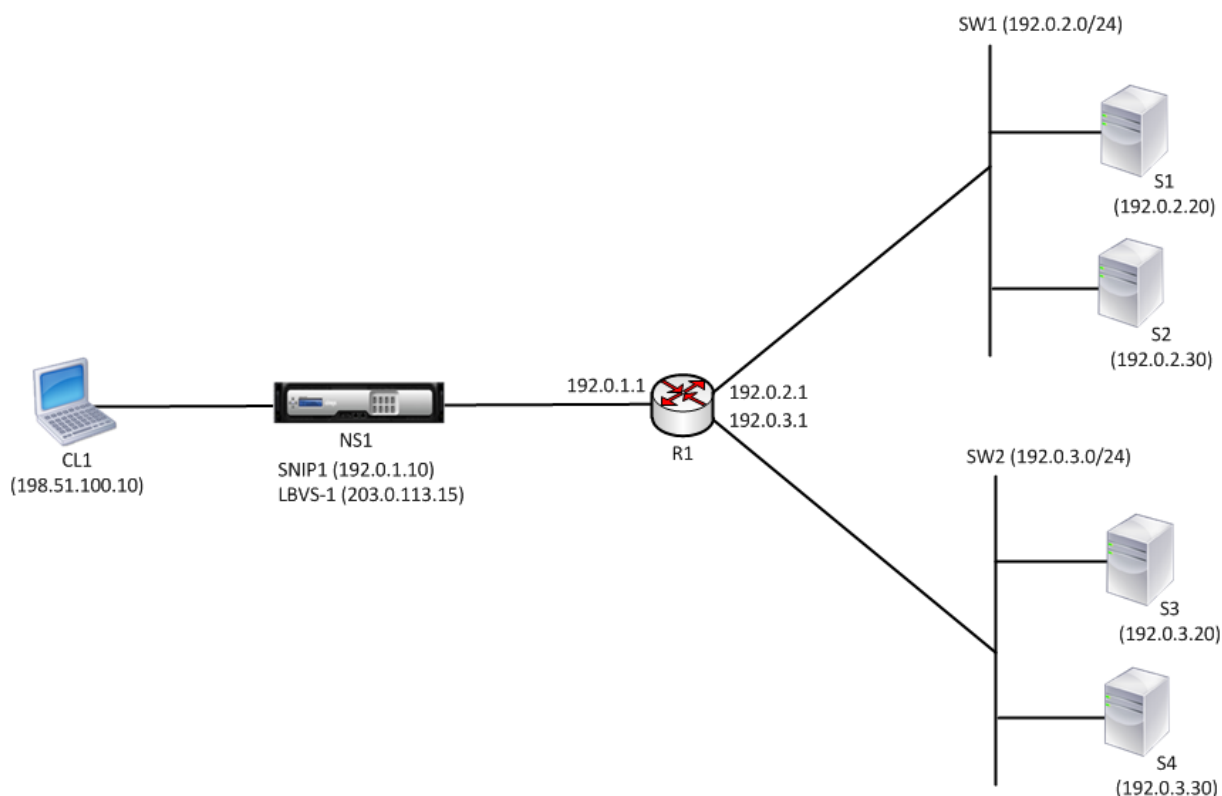 SW1 (192.0.2.0/24)
S1
(192.0.2.20)
S2
(192.0.2.30)
192.0.1.1
192.0.2.1
192.0.3.1
R1
NS1
SNIP1 (192.0.1.10)
LBVS-1 (203.0.113.15)
CL1
(198.51.100.10)
SW2 (192.0.3.0/24)
S3
(192.0.3.20)
S4
(192.0.3.30)